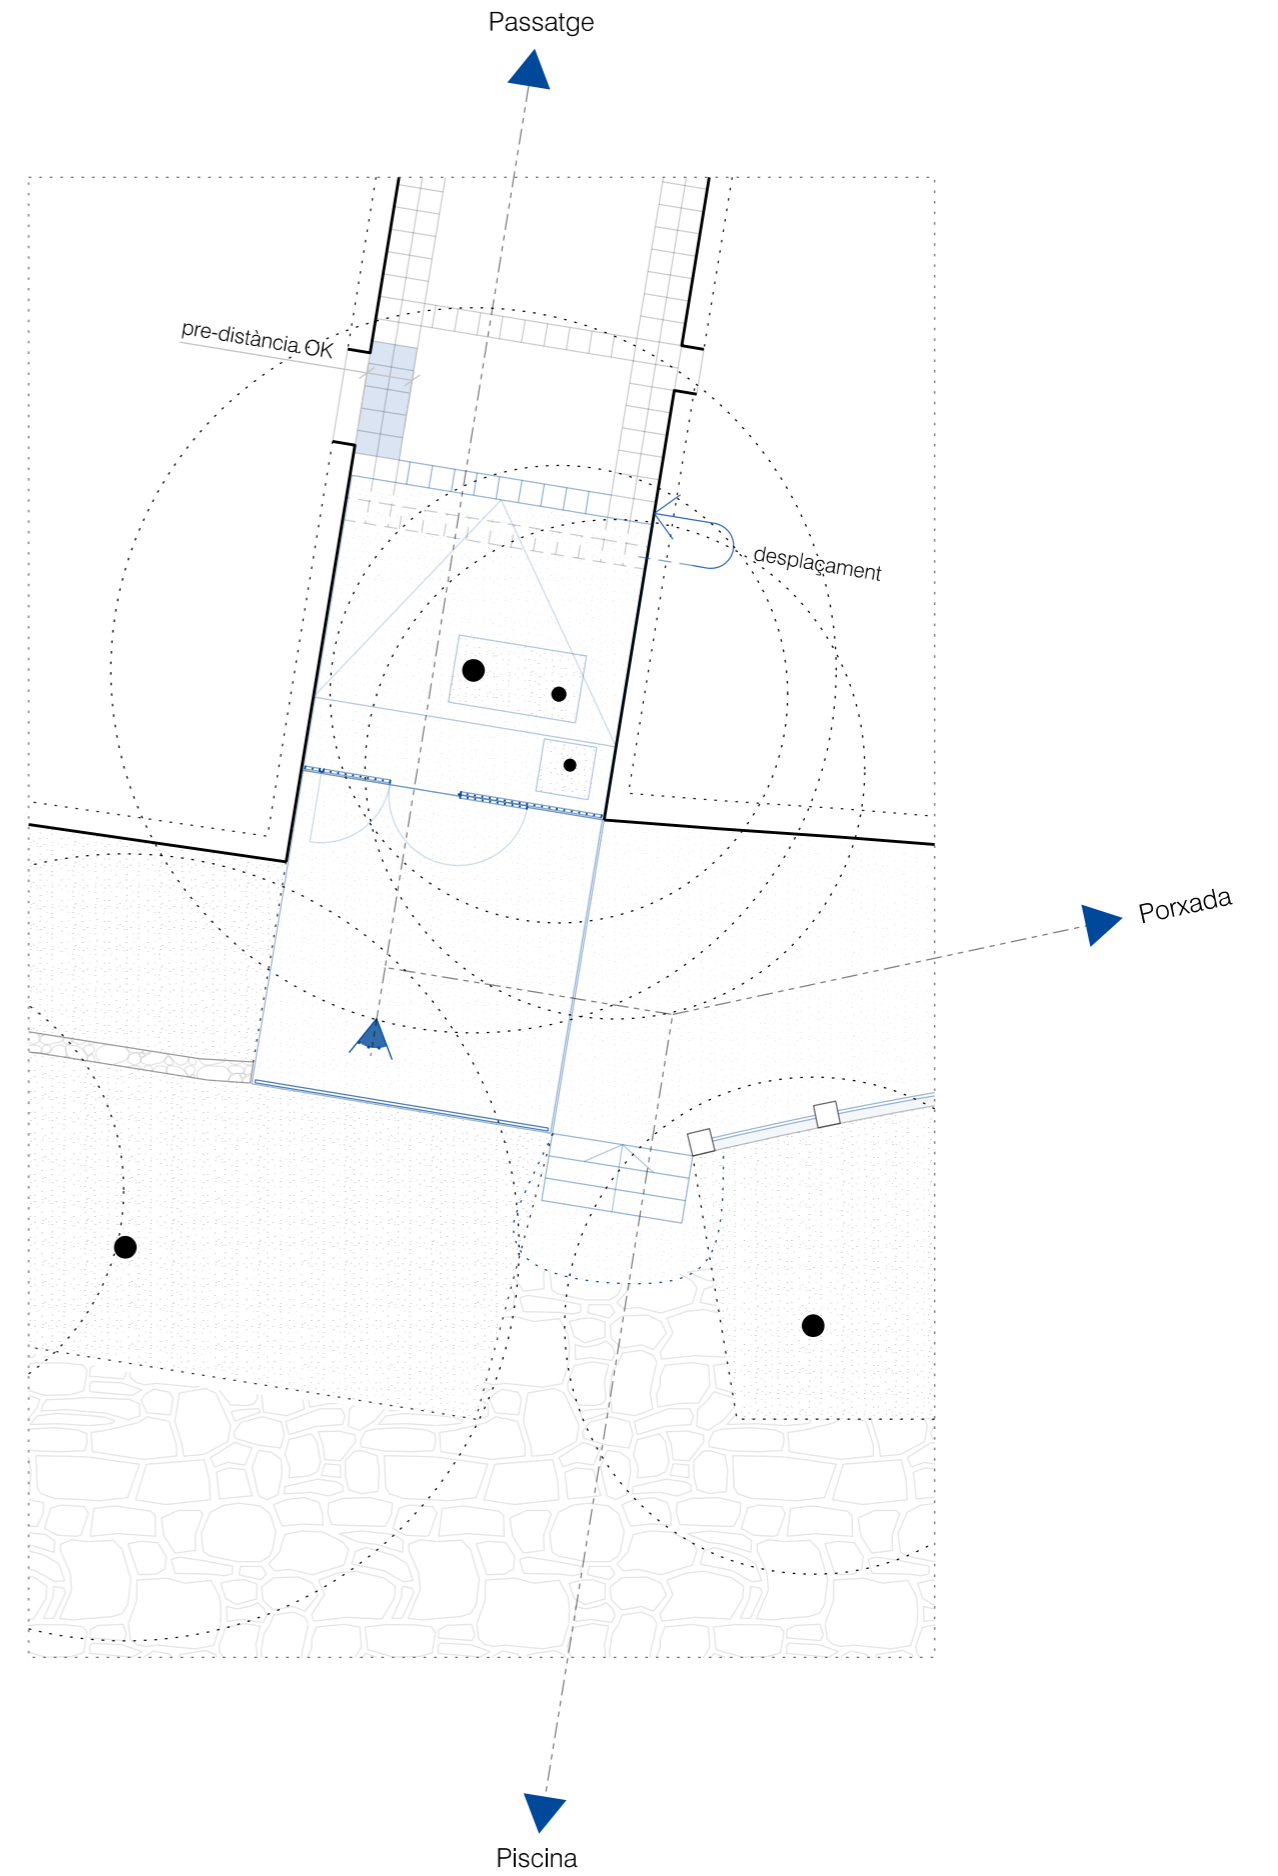 Passatge
pre-distància OK
desplaçament
Porxada
Piscina